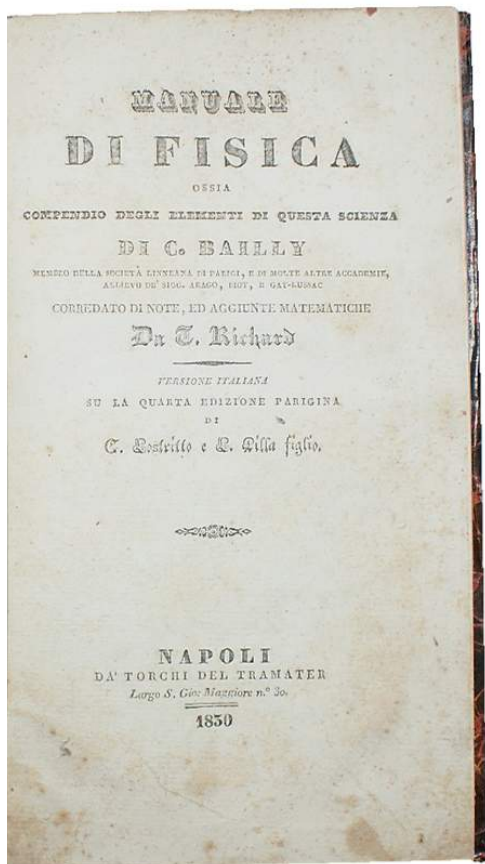 MANUALE
DI FISICA
OSSIA
COMPENDIO DEGLI ELEMENTI DI QUESTA SCIENZA
DI C. BAILLY
MEMBRO DELLA SOCIETÀ LINNEANA DI PARIGI, E DI MOLTE ALTRE ACCADEMIE,
ALLIEVO DE' SIGG. ARAGO, BIOT, E GAY-LUSSAC
CORREDATO DI NOTE, ED AGGIUNTE MATEMATICHE
Da T. Richard
VERSIONE ITALIANA
SU LA QUARTA EDIZIONE PARIGINA
DI
e L. Pilla figlio.
NAPOLI
DA' TORCHI DEL TRAMATER
Largo S. Gio: Maggiore n.° 30.
1830